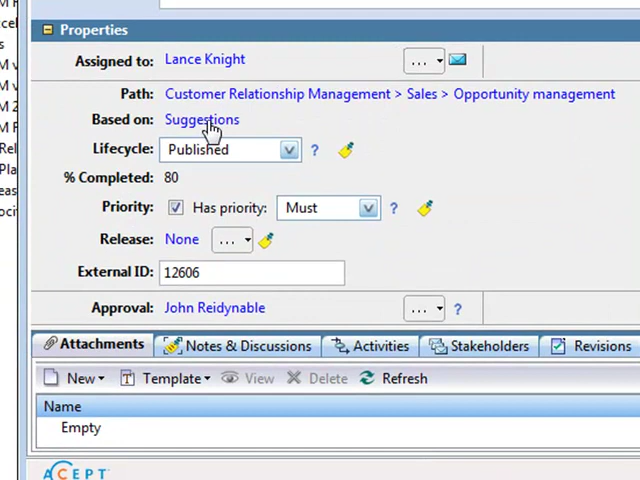 Properties
Assigned to: Lance Knight ...
Path: Customer Relationship Management > Sales > Opportunity management
Based on: Suggestions
Lifecycle: Published ?
% Completed: 80
Priority: Has priority: Must ?
Release: None ...
External ID: 12606
Approval: John Reidynable ... ?
Attachments Notes & Discussions Activities Stakeholders Revisions
New Template View Delete Refresh
Name
Empty
ACEPT